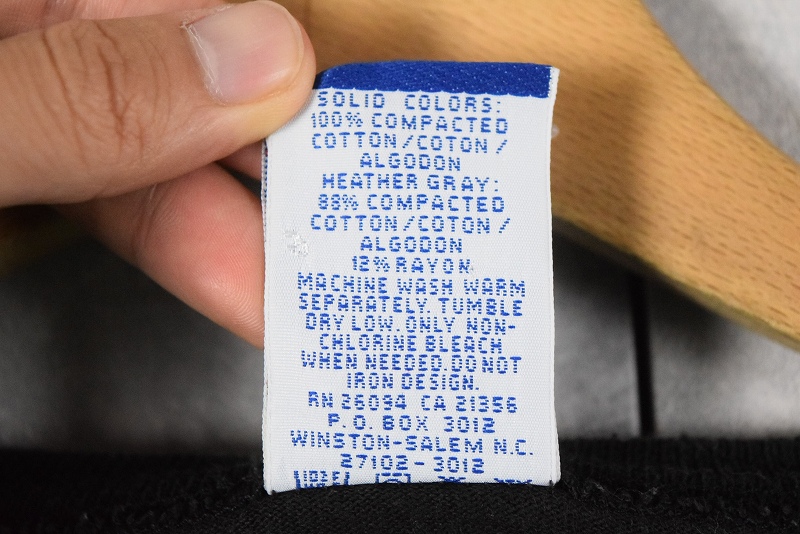 SOLID COLORS:
100% COMPACTED
COTTON/COTON/
ALGODON
HEATHER GRAY:
88% COMPACTED
COTTON/COTON/
ALGODON
12% RAYON.
MACHINE WASH WARM
SEPARATELY. TUMBLE
DRY LOW. ONLY NON-
CHLORINE BLEACH
WHEN NEEDED. DO NOT
IRON DESIGN.
RN 26094 CA 21356
P.O. BOX 3012
WINSTON-SALEM N.C.
27102-3012